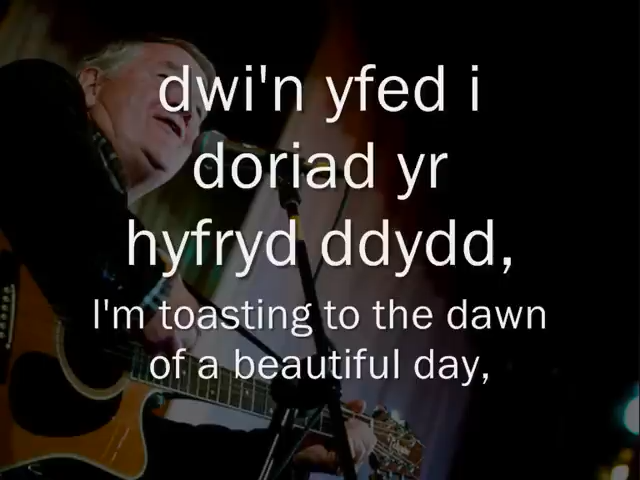 dwi'n yfed i
doriad yr
hyfryd ddydd,
I'm toasting to the dawn
of a beautiful day,